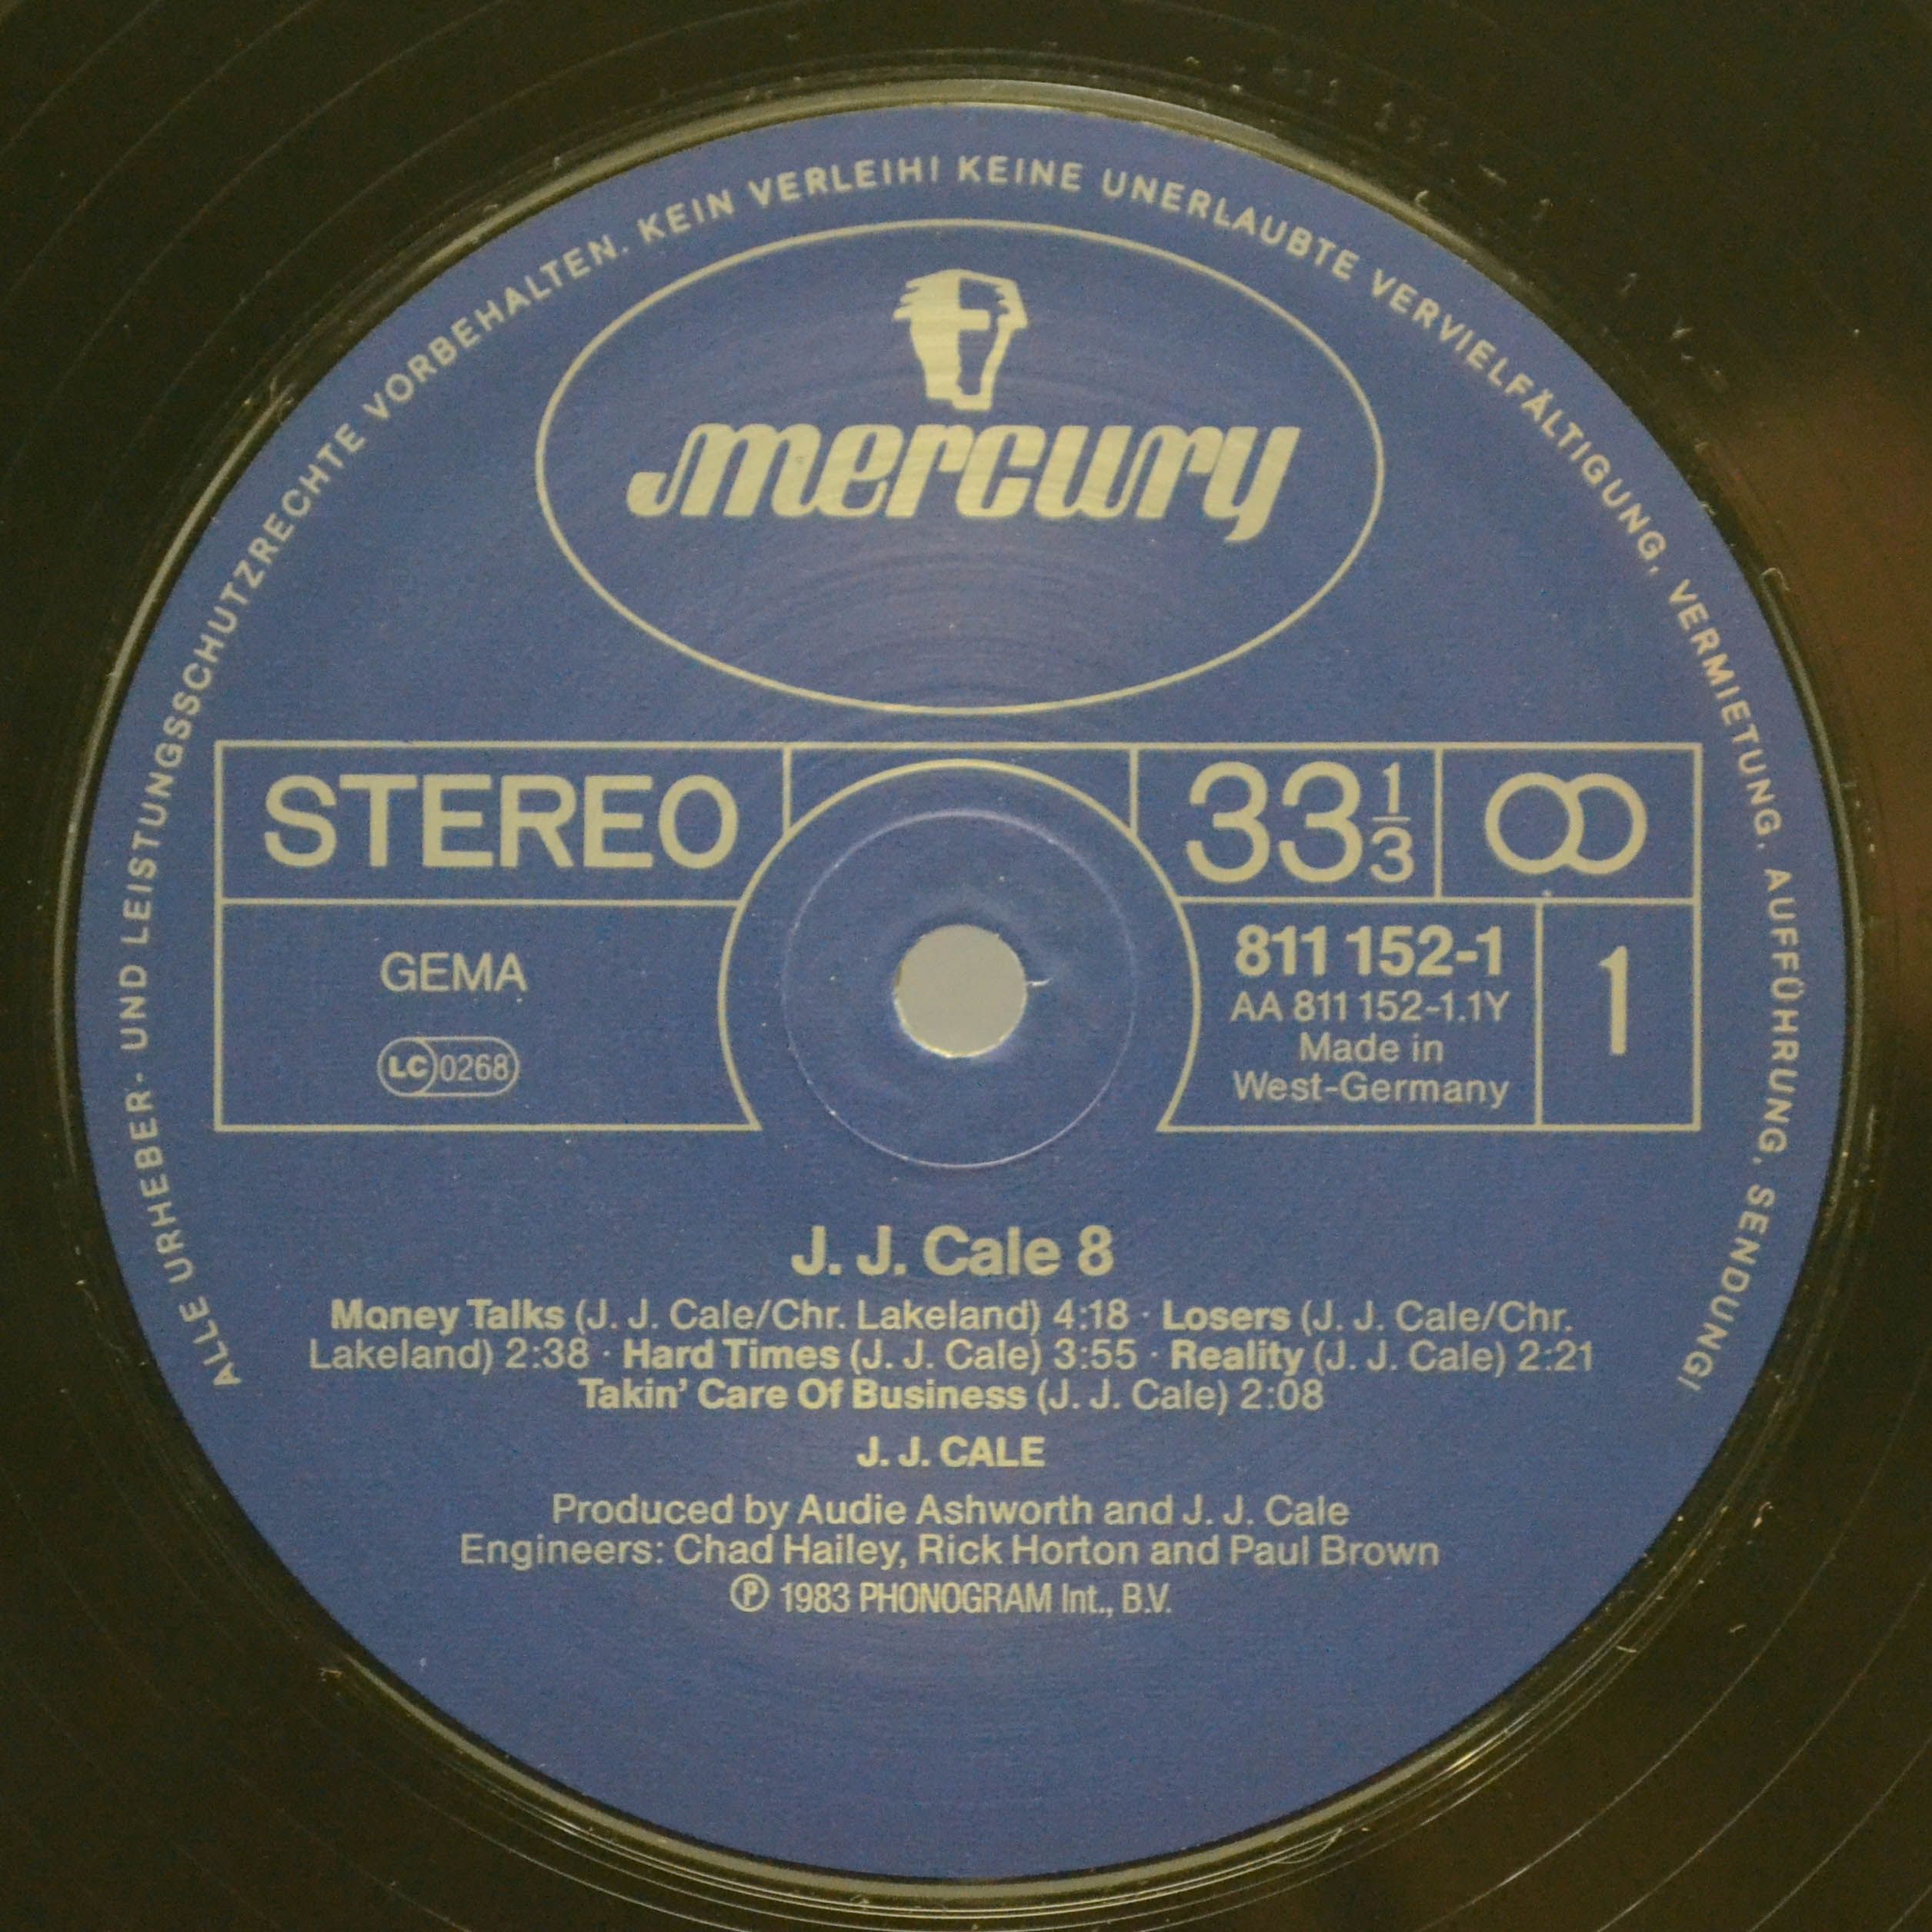 ALLE URHEBER- UND LEISTUNGSSCHUTZRECHTE VORBEHALTEN. KEIN VERLEIH! KEINE UNERLAUBTE VERVIELFÄLTIGUNG, VERMIETUNG, AUFFÜHRUNG, SENDUNG!
mercury
STEREO
33 1/3
GEMA
LC 0268
811 152-1
AA 811 152-1.1Y
Made in
West-Germany
1
J. J. Cale 8
Money Talks (J. J. Cale/Chr. Lakeland) 4:18 · Losers (J. J. Cale/Chr.
Lakeland) 2:38 · Hard Times (J. J. Cale) 3:55 · Reality (J. J. Cale) 2:21
Takin' Care Of Business (J. J. Cale) 2:08
J. J. CALE
Produced by Audie Ashworth and J. J. Cale
Engineers: Chad Hailey, Rick Horton and Paul Brown
Ⓟ 1983 PHONOGRAM Int., B.V.